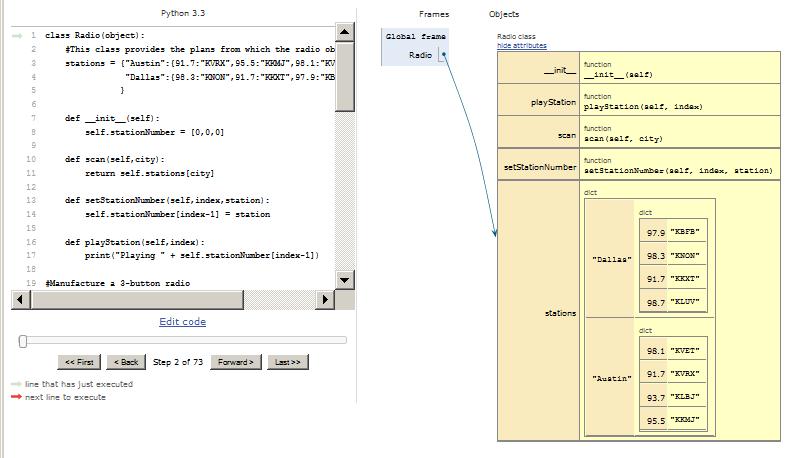 Python 3.3
1 class Radio(object):
2 #This class provides the plans from which the radio ob
3 stations = {"Austin":{91.7:"KVRX",95.5:"KKMJ",98.1:"KV
4 "Dallas":{98.3:"KNON",91.7:"KKXT",97.9:"KB
5 }
6
7 def __init__(self):
8 self.stationNumber = [0,0,0]
9
10 def scan(self,city):
11 return self.stations[city]
12
13 def setStationNumber(self,index,station):
14 self.stationNumber[index-1] = station
15
16 def playStation(self,index):
17 print("Playing " + self.stationNumber[index-1])
18
19 #Manufacture a 3-button radio
Edit code
<< First < Back Step 2 of 73 Forward > Last >>
line that has just executed
next line to execute
Frames Objects
Global frame
Radio
Radio class
hide attributes
__init__ function
__init__(self)
playStation function
playStation(self, index)
scan function
scan(self, city)
setStationNumber function
setStationNumber(self, index, station)
stations
dict
"Dallas"
dict
97.9 "KBFB"
98.3 "KNON"
91.7 "KKXT"
98.7 "KLUV"
"Austin"
dict
98.1 "KVET"
91.7 "KVRX"
93.7 "KLBJ"
95.5 "KKMJ"